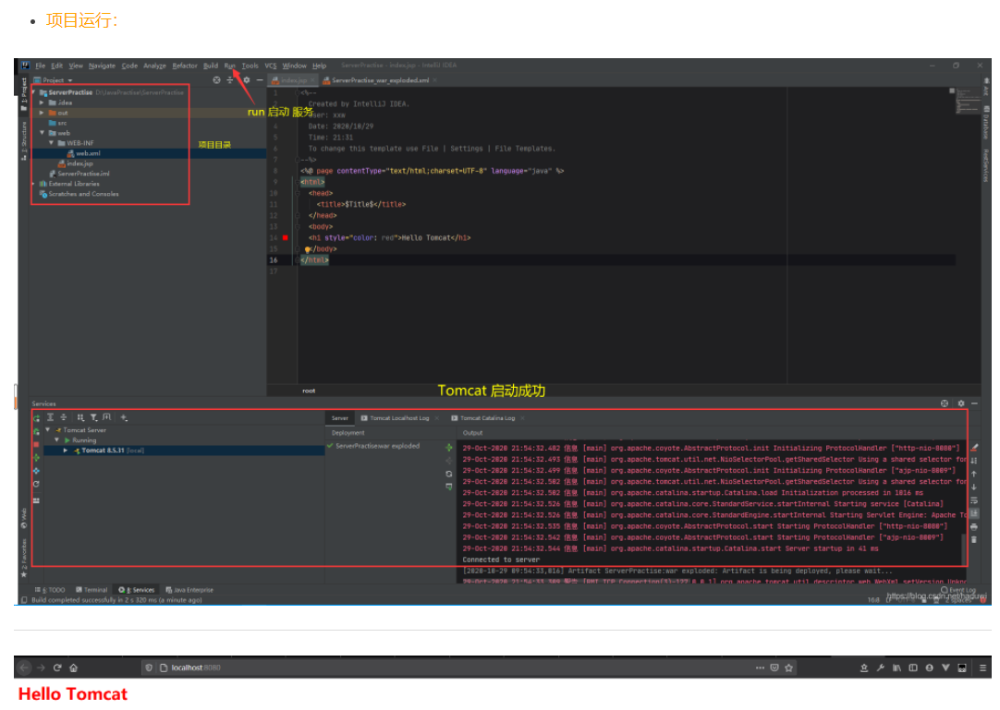 项目运行：
File Edit View Navigate Code Analyze Refactor Build Run Tools VCS Window Help ServerPractise - index.jsp - IntelliJ IDEA
Project
index.jsp
ServerPractise_war_exploded.xml
ServerPractise D:\JavaPractise\ServerPractise
.idea
out
src
web
WEB-INF
web.xml
index.jsp
ServerPractise.iml
External Libraries
Scratches and Consoles
项目目录
run 启动 服务
1 <%--
2 Created by IntelliJ IDEA.
User: xxw
4 Date: 2020/10/29
5 Time: 21:31
6 To change this template use File | Settings | File Templates.
7 --%>
8 <%@ page contentType="text/html;charset=UTF-8" language="java" %>
9 <html>
10 <head>
11 <title>$Title$</title>
12 </head>
13 <body>
14 <h1 style="color: red">Hello Tomcat</h1>
15 </body>
16 </html>
17
root
Tomcat 启动成功
Services
Tomcat Server
Running
Tomcat 8.5.31 [local]
Server Tomcat Localhost Log Tomcat Catalina Log
Deployment Output
ServerPractise:war exploded
29-Oct-2020 21:54:32.482 信息 [main] org.apache.coyote.AbstractProtocol.init Initializing ProtocolHandler ["http-nio-8080"]
29-Oct-2020 21:54:32.493 信息 [main] org.apache.tomcat.util.net.NioSelectorPool.getSharedSelector Using a shared selector for
29-Oct-2020 21:54:32.499 信息 [main] org.apache.coyote.AbstractProtocol.init Initializing ProtocolHandler ["ajp-nio-8009"]
29-Oct-2020 21:54:32.502 信息 [main] org.apache.tomcat.util.net.NioSelectorPool.getSharedSelector Using a shared selector for
29-Oct-2020 21:54:32.502 信息 [main] org.apache.catalina.startup.Catalina.load Initialization processed in 1016 ms
29-Oct-2020 21:54:32.526 信息 [main] org.apache.catalina.core.StandardService.startInternal Starting service [Catalina]
29-Oct-2020 21:54:32.526 信息 [main] org.apache.catalina.core.StandardEngine.startInternal Starting Servlet Engine: Apache To
29-Oct-2020 21:54:32.535 信息 [main] org.apache.coyote.AbstractProtocol.start Starting ProtocolHandler ["http-nio-8080"]
29-Oct-2020 21:54:32.542 信息 [main] org.apache.coyote.AbstractProtocol.start Starting ProtocolHandler ["ajp-nio-8009"]
29-Oct-2020 21:54:32.544 信息 [main] org.apache.catalina.startup.Catalina.start Server startup in 41 ms
Connected to server
[2020-10-29 09:54:33,016] Artifact ServerPractise:war exploded: Artifact is being deployed, please wait...
1: Project
7: Structure
Web
2: Favorites
Ant
Database
RestServices
6: TODO Terminal 8: Services Java Enterprise
Event Log
Build completed successfully in 2 s 320 ms (a minute ago)
16:8
2 spaces
localhost:8080
Hello Tomcat